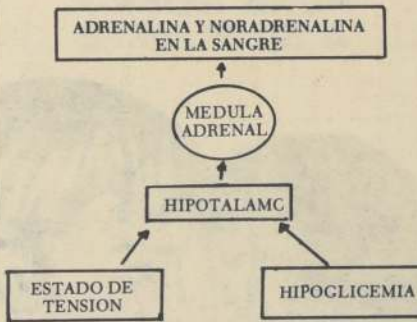 ADRENALINA Y NORADRENALINA
EN LA SANGRE
MEDULA
ADRENAL
HIPOTALAMC
ESTADO DE
TENSION
HIPOGLICEMIA